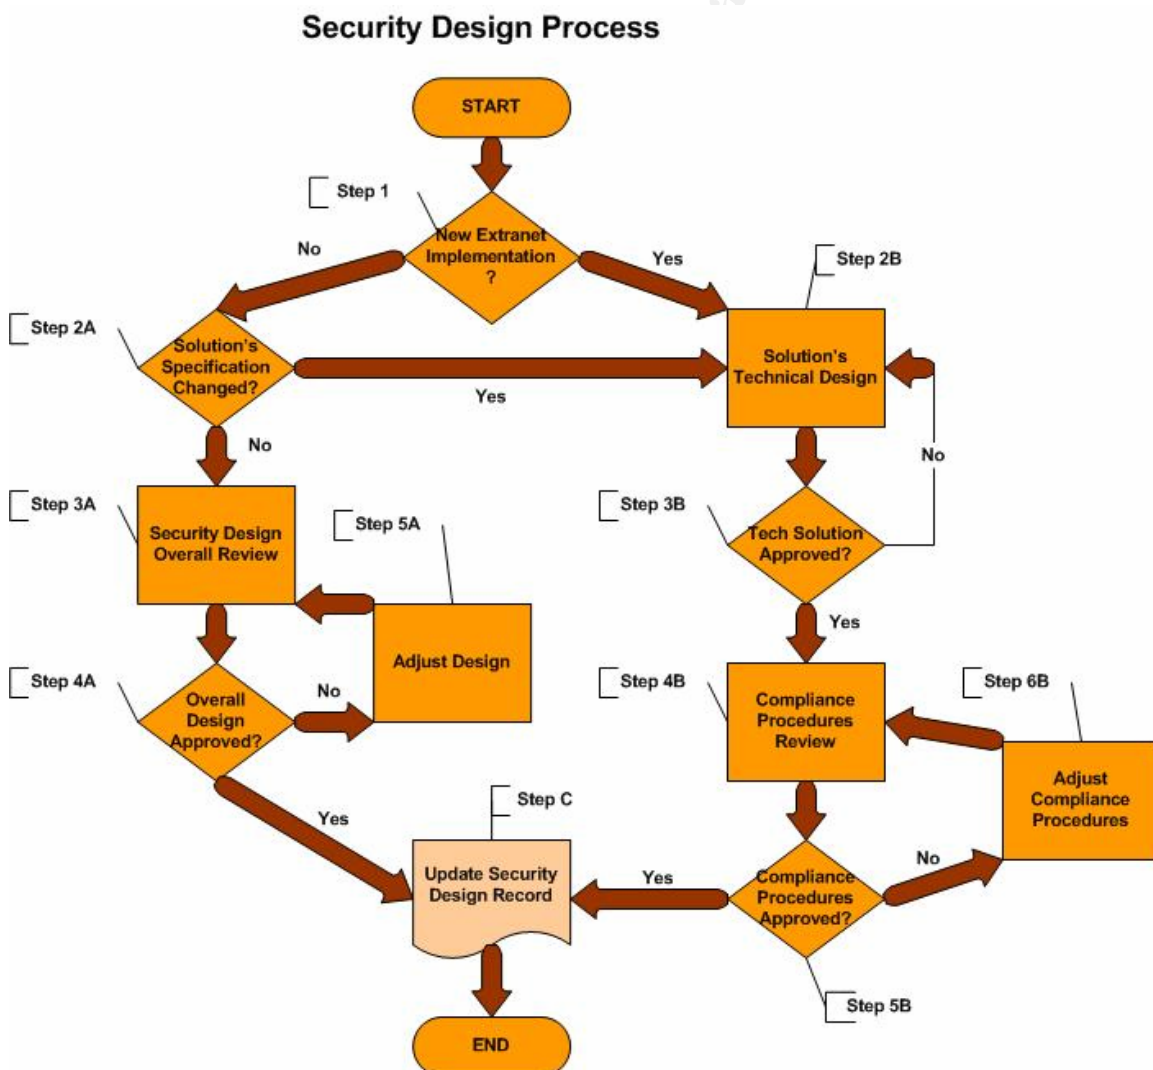 Security Design Process
START
Step 1
New Extranet
Implementation
?
No
Yes
Step 2B
Step 2A
Solution's
Specification
Changed?
Yes
Solution's
Technical Design
No
No
Step 3A
Security Design
Overall Review
Step 5A
Step 3B
Tech Solution
Approved?
Yes
Adjust Design
Step 4A
Overall
Design
Approved?
No
Step 4B
Compliance
Procedures
Review
Step 6B
Adjust
Compliance
Procedures
Yes
Step C
Update Security
Design Record
Yes
Compliance
Procedures
Approved?
No
Step 5B
END